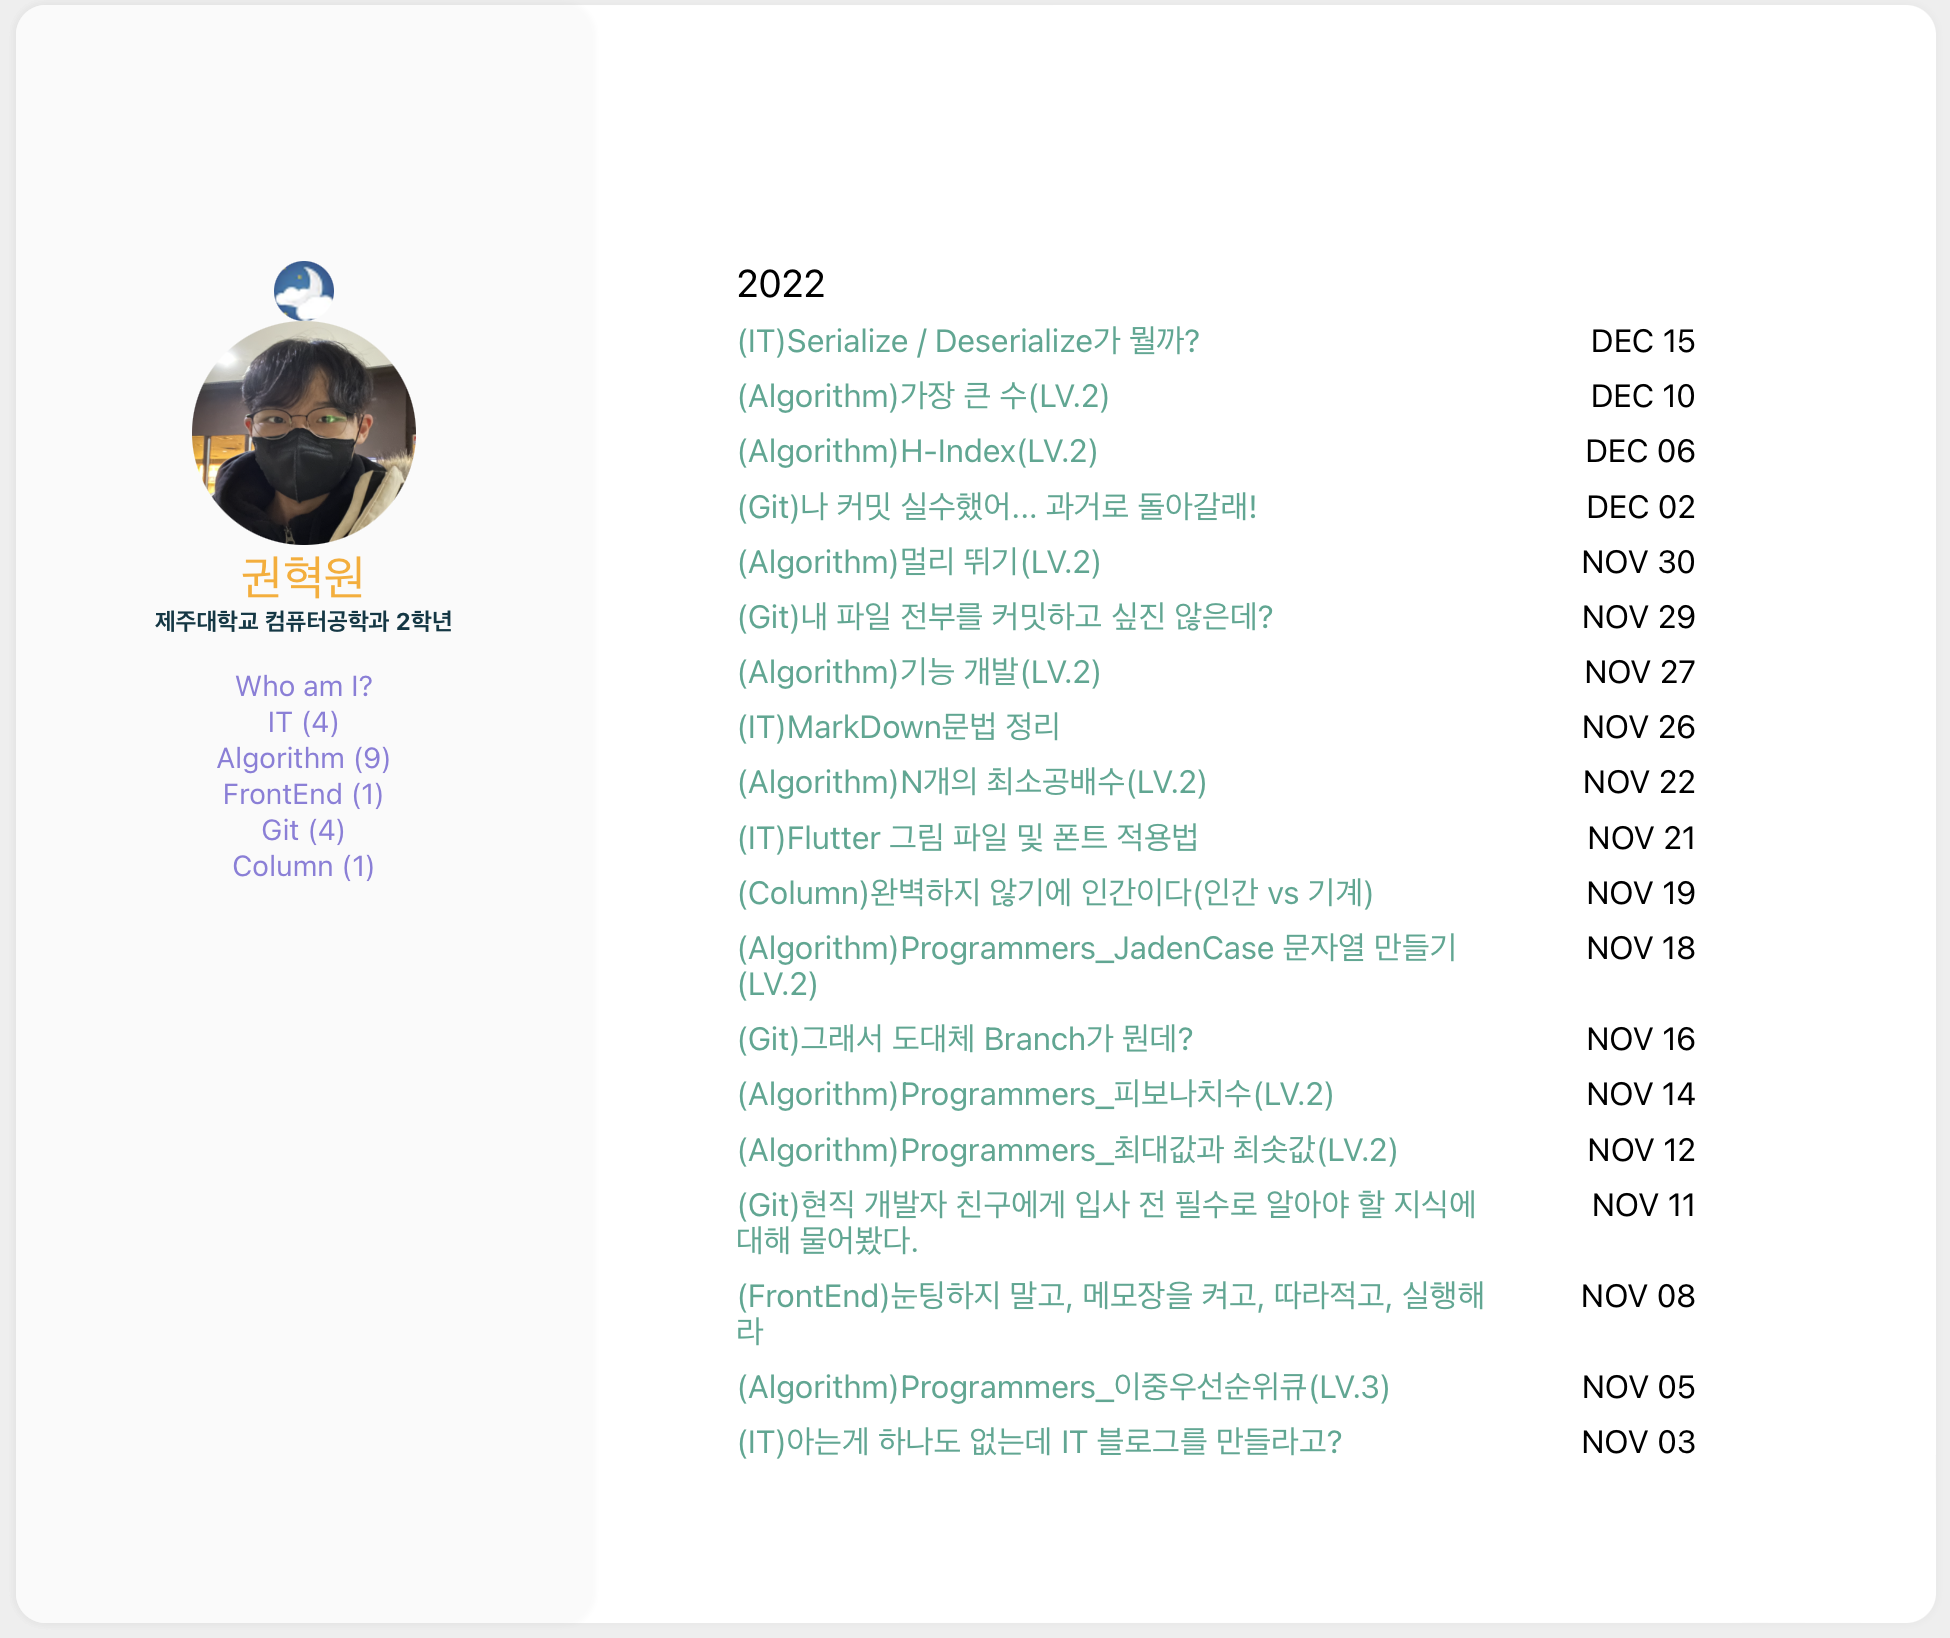 권혁원
제주대학교 컴퓨터공학과 2학년
Who am I?
IT (4)
Algorithm (9)
FrontEnd (1)
Git (4)
Column (1)
2022
(IT)Serialize / Deserialize가 뭘까? DEC 15
(Algorithm)가장 큰 수(LV.2) DEC 10
(Algorithm)H-Index(LV.2) DEC 06
(Git)나 커밋 실수했어... 과거로 돌아갈래! DEC 02
(Algorithm)멀리 뛰기(LV.2) NOV 30
(Git)내 파일 전부를 커밋하고 싶진 않은데? NOV 29
(Algorithm)기능 개발(LV.2) NOV 27
(IT)MarkDown문법 정리 NOV 26
(Algorithm)N개의 최소공배수(LV.2) NOV 22
(IT)Flutter 그림 파일 및 폰트 적용법 NOV 21
(Column)완벽하지 않기에 인간이다(인간 vs 기계) NOV 19
(Algorithm)Programmers_JadenCase 문자열 만들기 NOV 18
(LV.2)
(Git)그래서 도대체 Branch가 뭔데? NOV 16
(Algorithm)Programmers_피보나치수(LV.2) NOV 14
(Algorithm)Programmers_최대값과 최솟값(LV.2) NOV 12
(Git)현직 개발자 친구에게 입사 전 필수로 알아야 할 지식에 NOV 11
대해 물어봤다.
(FrontEnd)눈팅하지 말고, 메모장을 켜고, 따라적고, 실행해 NOV 08
라
(Algorithm)Programmers_이중우선순위큐(LV.3) NOV 05
(IT)아는게 하나도 없는데 IT 블로그를 만들라고? NOV 03